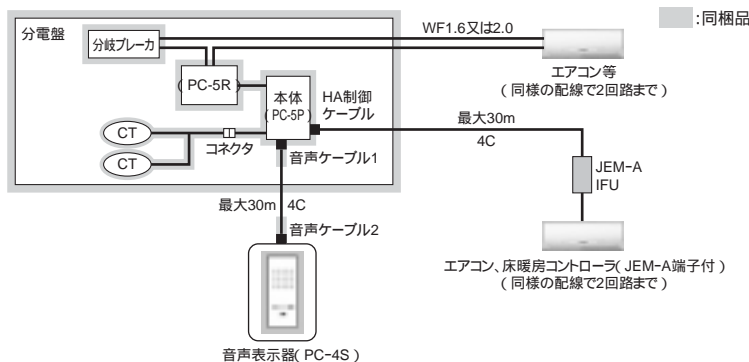 :同梱品
分電盤
分岐ブレーカ
WF1.6又は2.0
エアコン等
(同様の配線で2回路まで)
(PC-5R)
本体
(PC-5P)
HA制御
ケーブル
最大30m
4C
CT
CT
コネクタ
音声ケーブル1
JEM-A
IFU
最大30m 4C
音声ケーブル2
エアコン、床暖房コントローラ(JEM-A端子付)
(同様の配線で2回路まで)
音声表示器(PC-4S)